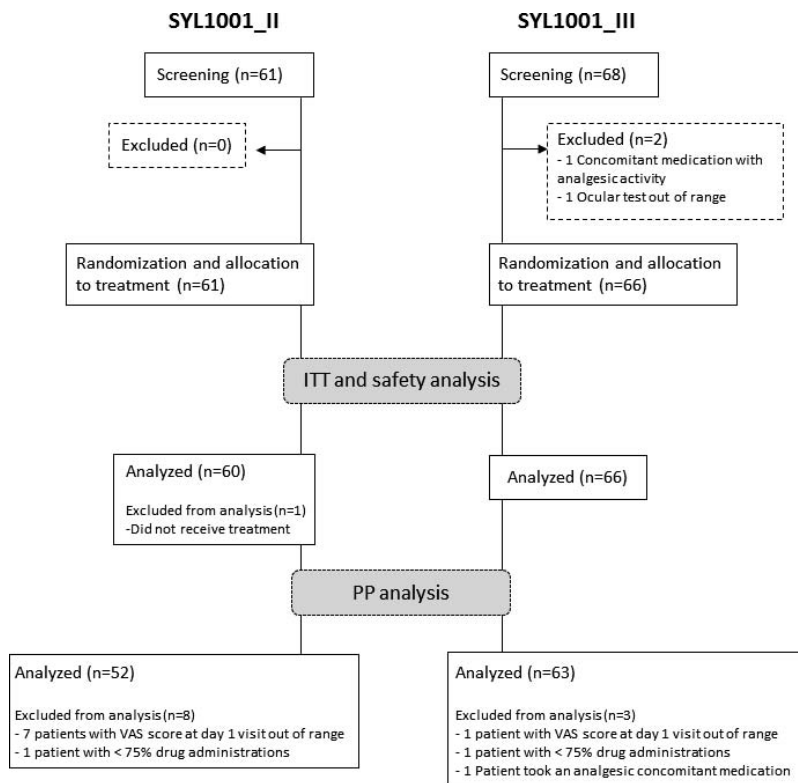 SYL1001_II
SYL1001_III
Screening (n=61)
Screening (n=68)
Excluded (n=0)
Excluded (n=2)
- 1 Concomitant medication with
analgesic activity
- 1 Ocular test out of range
Randomization and allocation
to treatment (n=61)
Randomization and allocation
to treatment (n=66)
ITT and safety analysis
Analyzed (n=60)
Excluded from analysis (n=1)
-Did not receive treatment
Analyzed (n=66)
PP analysis
Analyzed (n=52)
Excluded from analysis (n=8)
- 7 patients with VAS score at day 1 visit out of range
- 1 patient with < 75% drug administrations
Analyzed (n=63)
Excluded from analysis (n=3)
- 1 patient with VAS score at day 1 visit out of range
- 1 patient with < 75% drug administrations
- 1 Patient took an analgesic concomitant medication